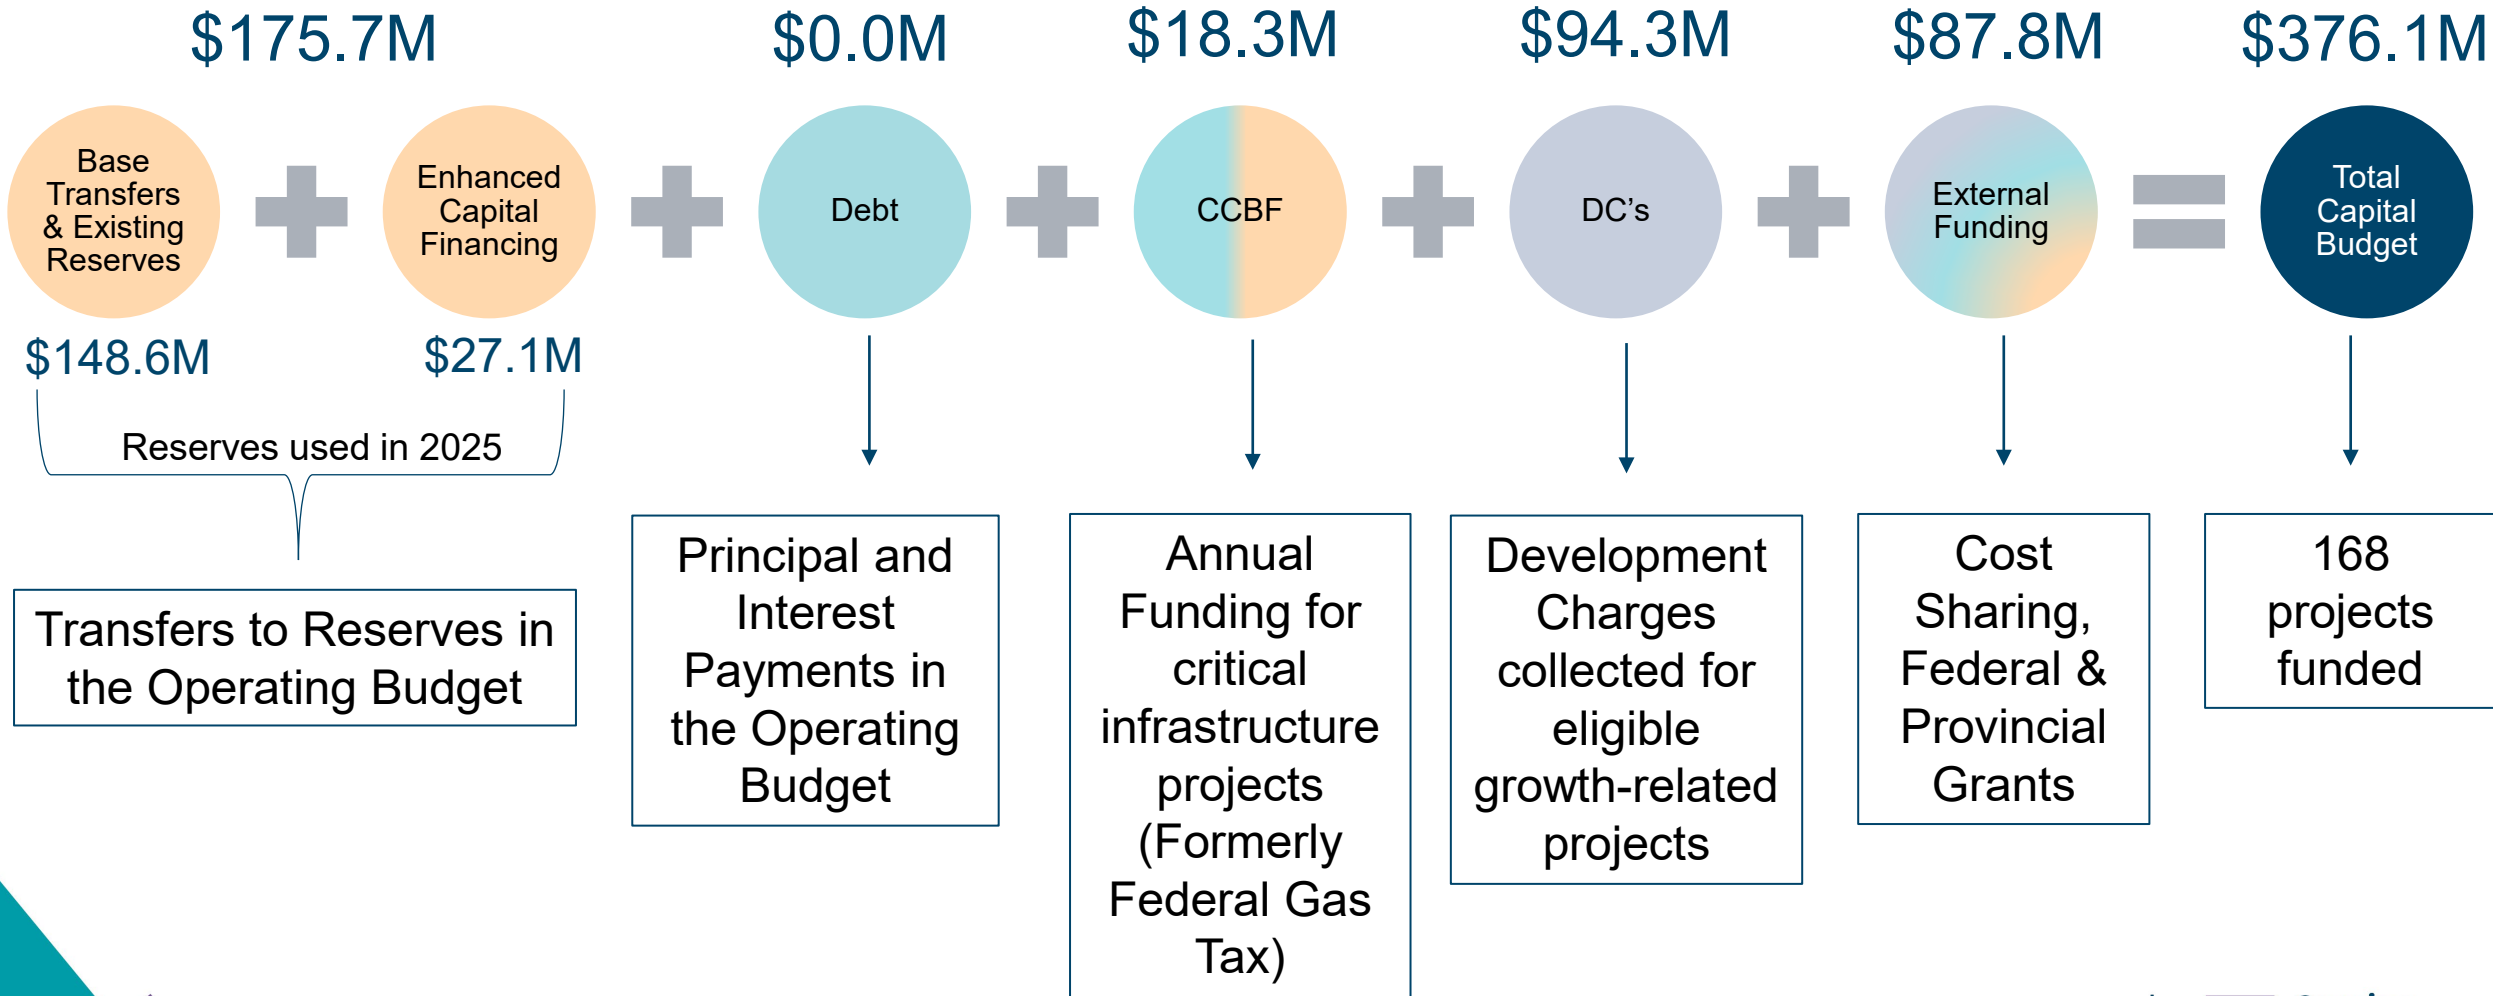 $175.7M
$0.0M
$18.3M
$94.3M
$87.8M
$376.1M
Base
Transfers
& Existing
Reserves
Enhanced
Capital
Financing
Debt
CCBF
DC's
External
Funding
Total
Capital
Budget
$148.6M
$27.1M
Reserves used in 2025
Transfers to Reserves in
the Operating Budget
Principal and
Interest
Payments in
the Operating
Budget
Annual
Funding for
critical
infrastructure
projects
(Formerly
Federal Gas
Tax)
Development
Charges
collected for
eligible
growth-related
projects
Cost
Sharing,
Federal &
Provincial
Grants
168
projects
funded